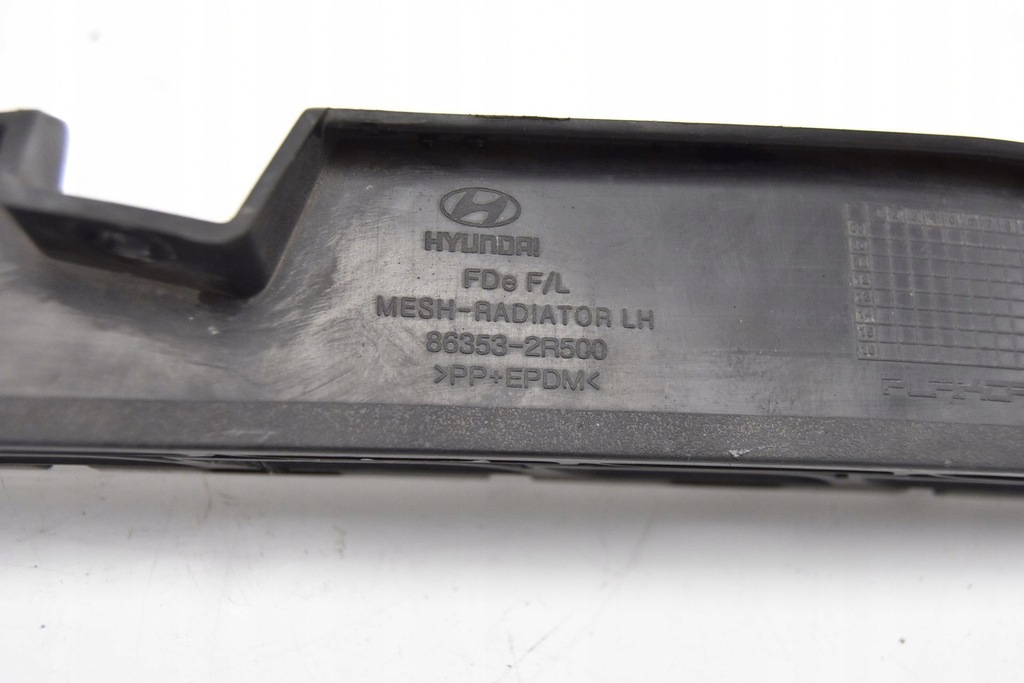 HYUNDAI
FDe F/L
MESH-RADIATOR LH
86353-2R500
>PP+EPDM<